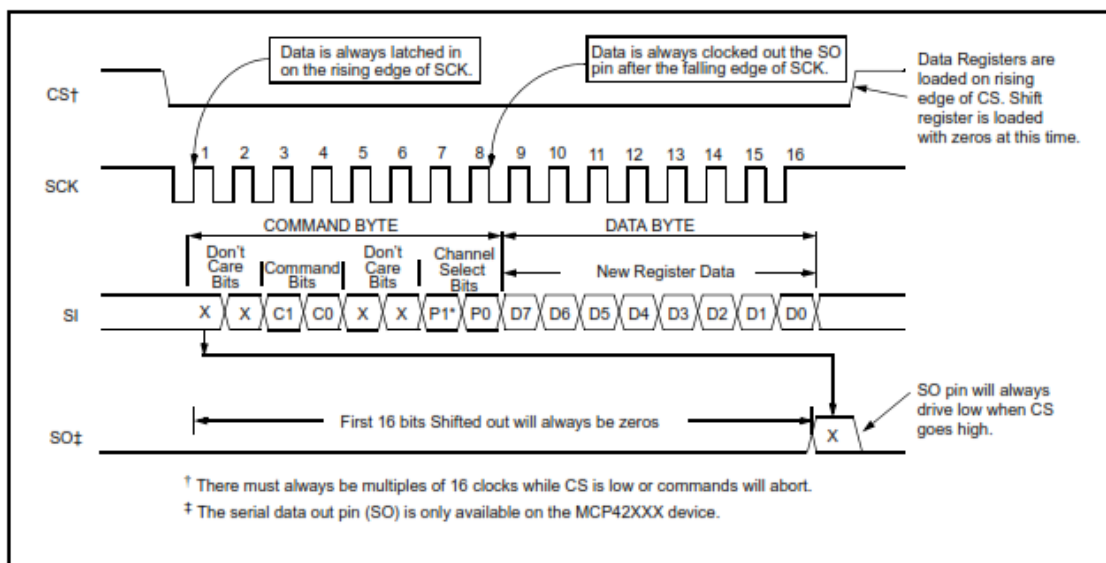 Data is always latched in
on the rising edge of SCK.
Data is always clocked out the SO
pin after the falling edge of SCK.
Data Registers are
loaded on rising
edge of CS. Shift
register is loaded
with zeros at this time.
CS†
1 2 3 4 5 6 7 8 9 10 11 12 13 14 15 16
SCK
COMMAND BYTE DATA BYTE
Don't
Care
Bits
Command
Bits
Don't
Care
Bits
Channel
Select
Bits
New Register Data
SI X X C1 C0 X X P1* P0 D7 D6 D5 D4 D3 D2 D1 D0
First 16 bits Shifted out will always be zeros
SO‡ X
SO pin will always
drive low when CS
goes high.
† There must always be multiples of 16 clocks while CS is low or commands will abort.
‡ The serial data out pin (SO) is only available on the MCP42XXX device.